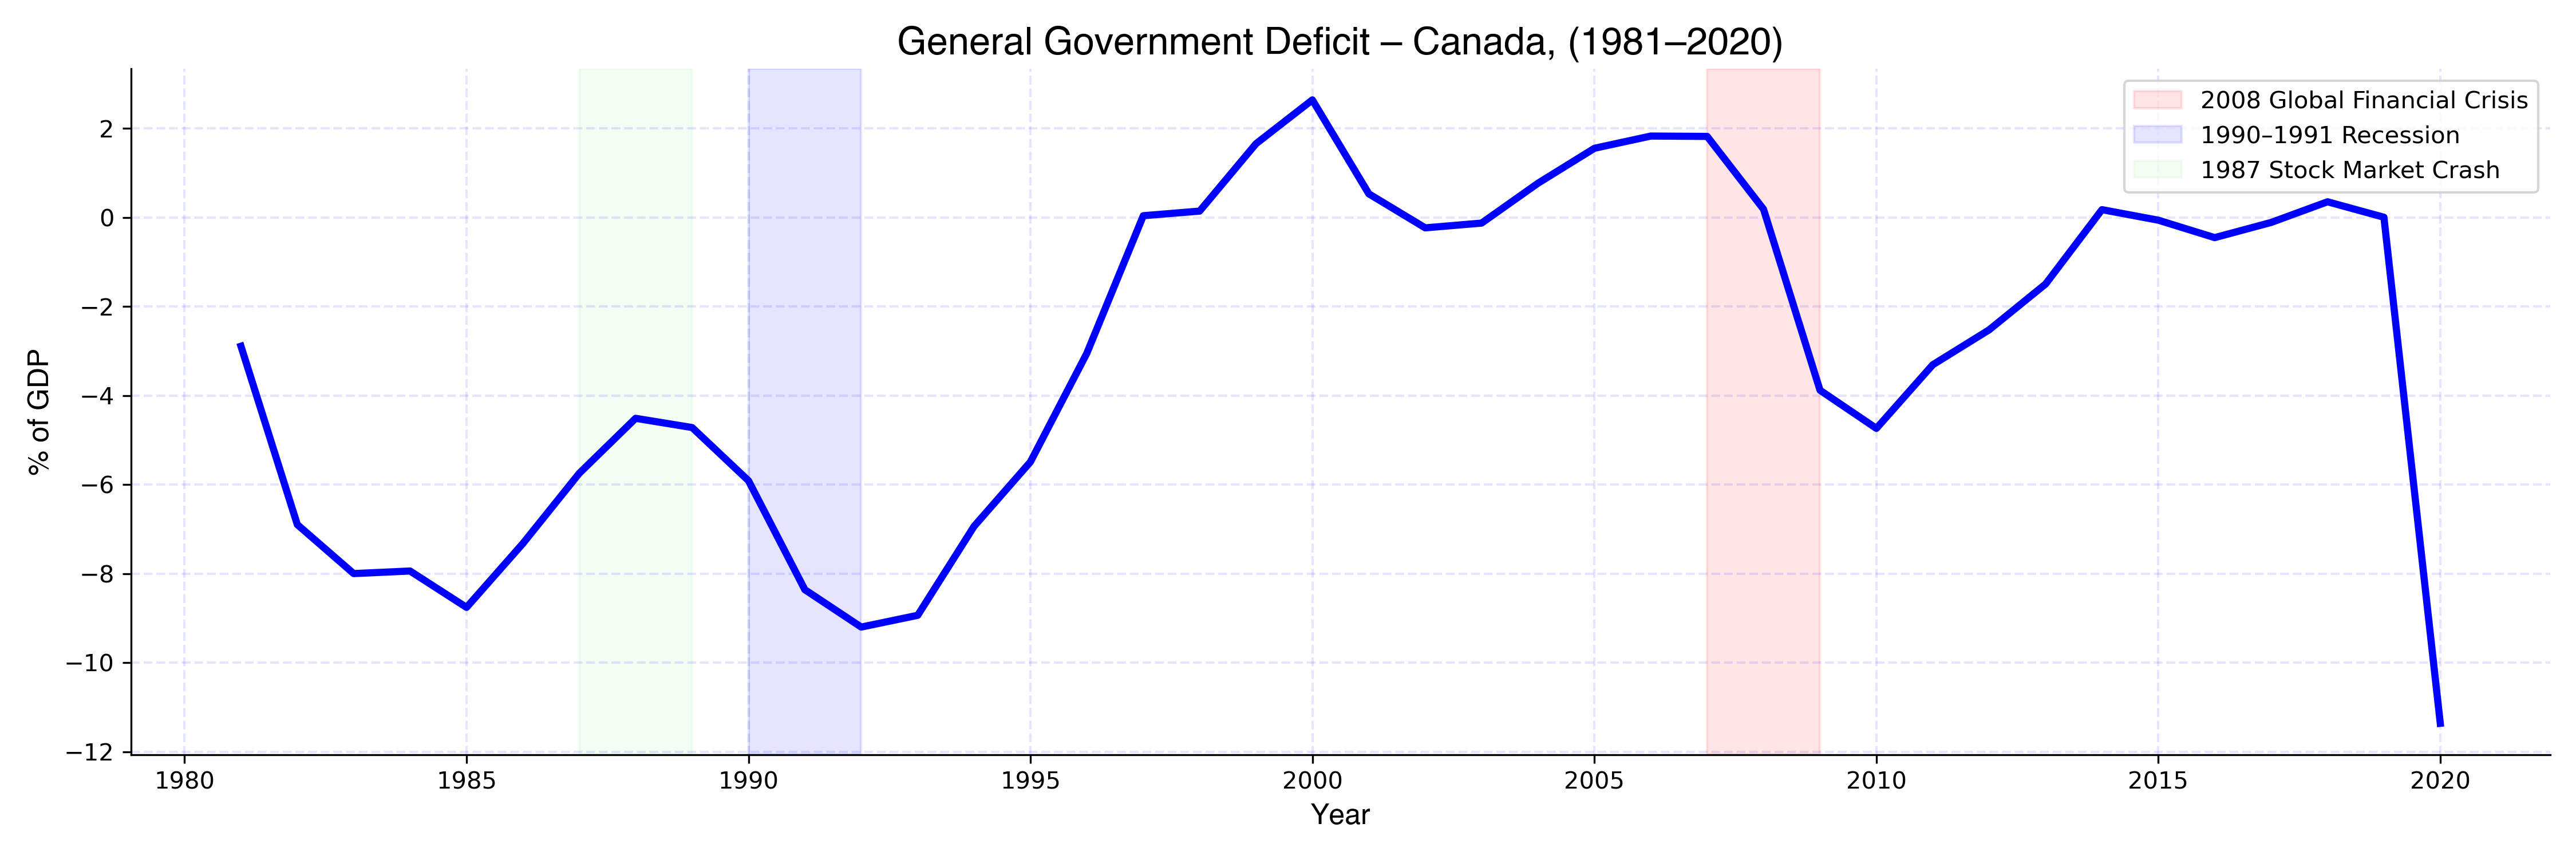 General Government Deficit – Canada, (1981–2020)
2008 Global Financial Crisis
1990–1991 Recession
1987 Stock Market Crash
% of GDP
2
0
−2
−4
−6
−8
−10
−12
1980 1985 1990 1995 2000 2005 2010 2015 2020
Year